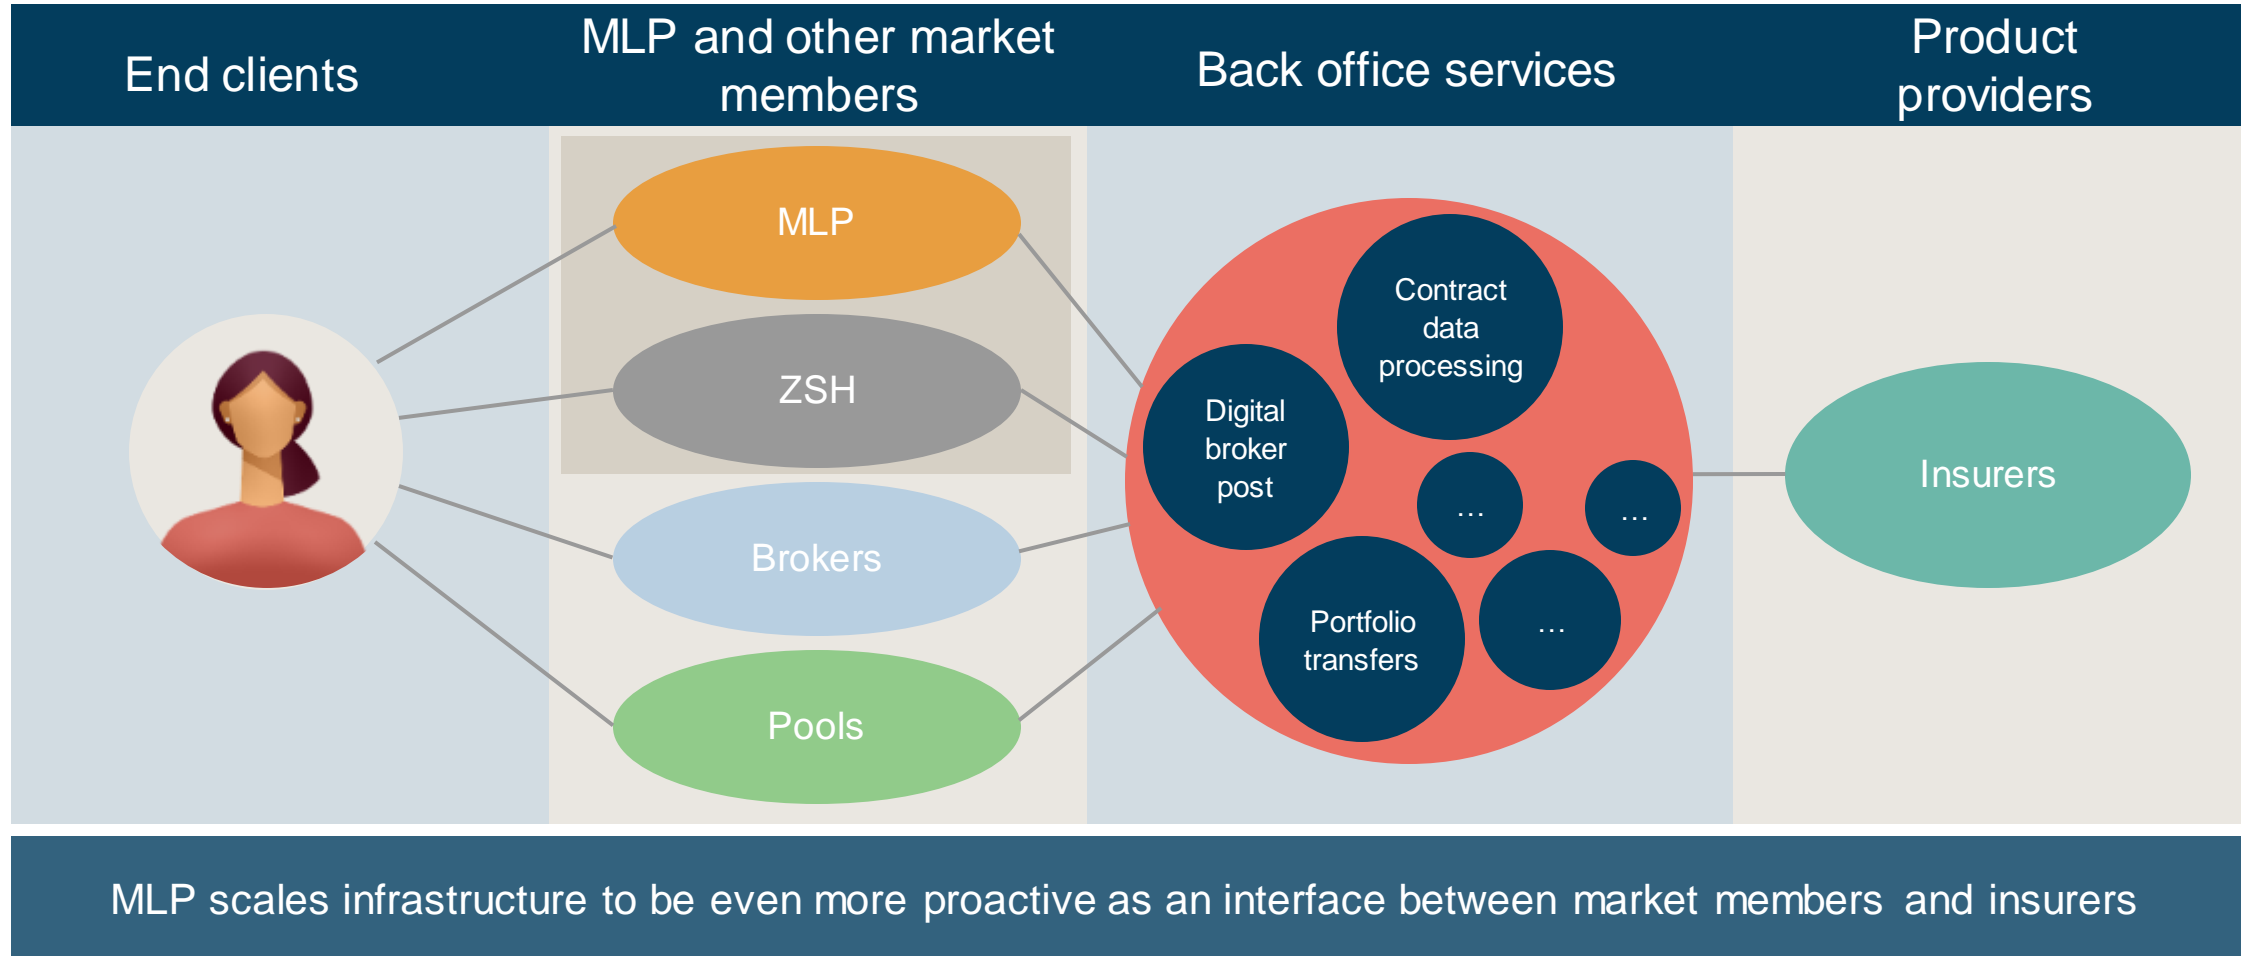 End clients
MLP and other market
members
Back office services
Product
providers
MLP
ZSH
Brokers
Pools
Contract
data
processing
Digital
broker
post
...
...
Portfolio
transfers
...
Insurers
MLP scales infrastructure to be even more proactive as an interface between market members and insurers